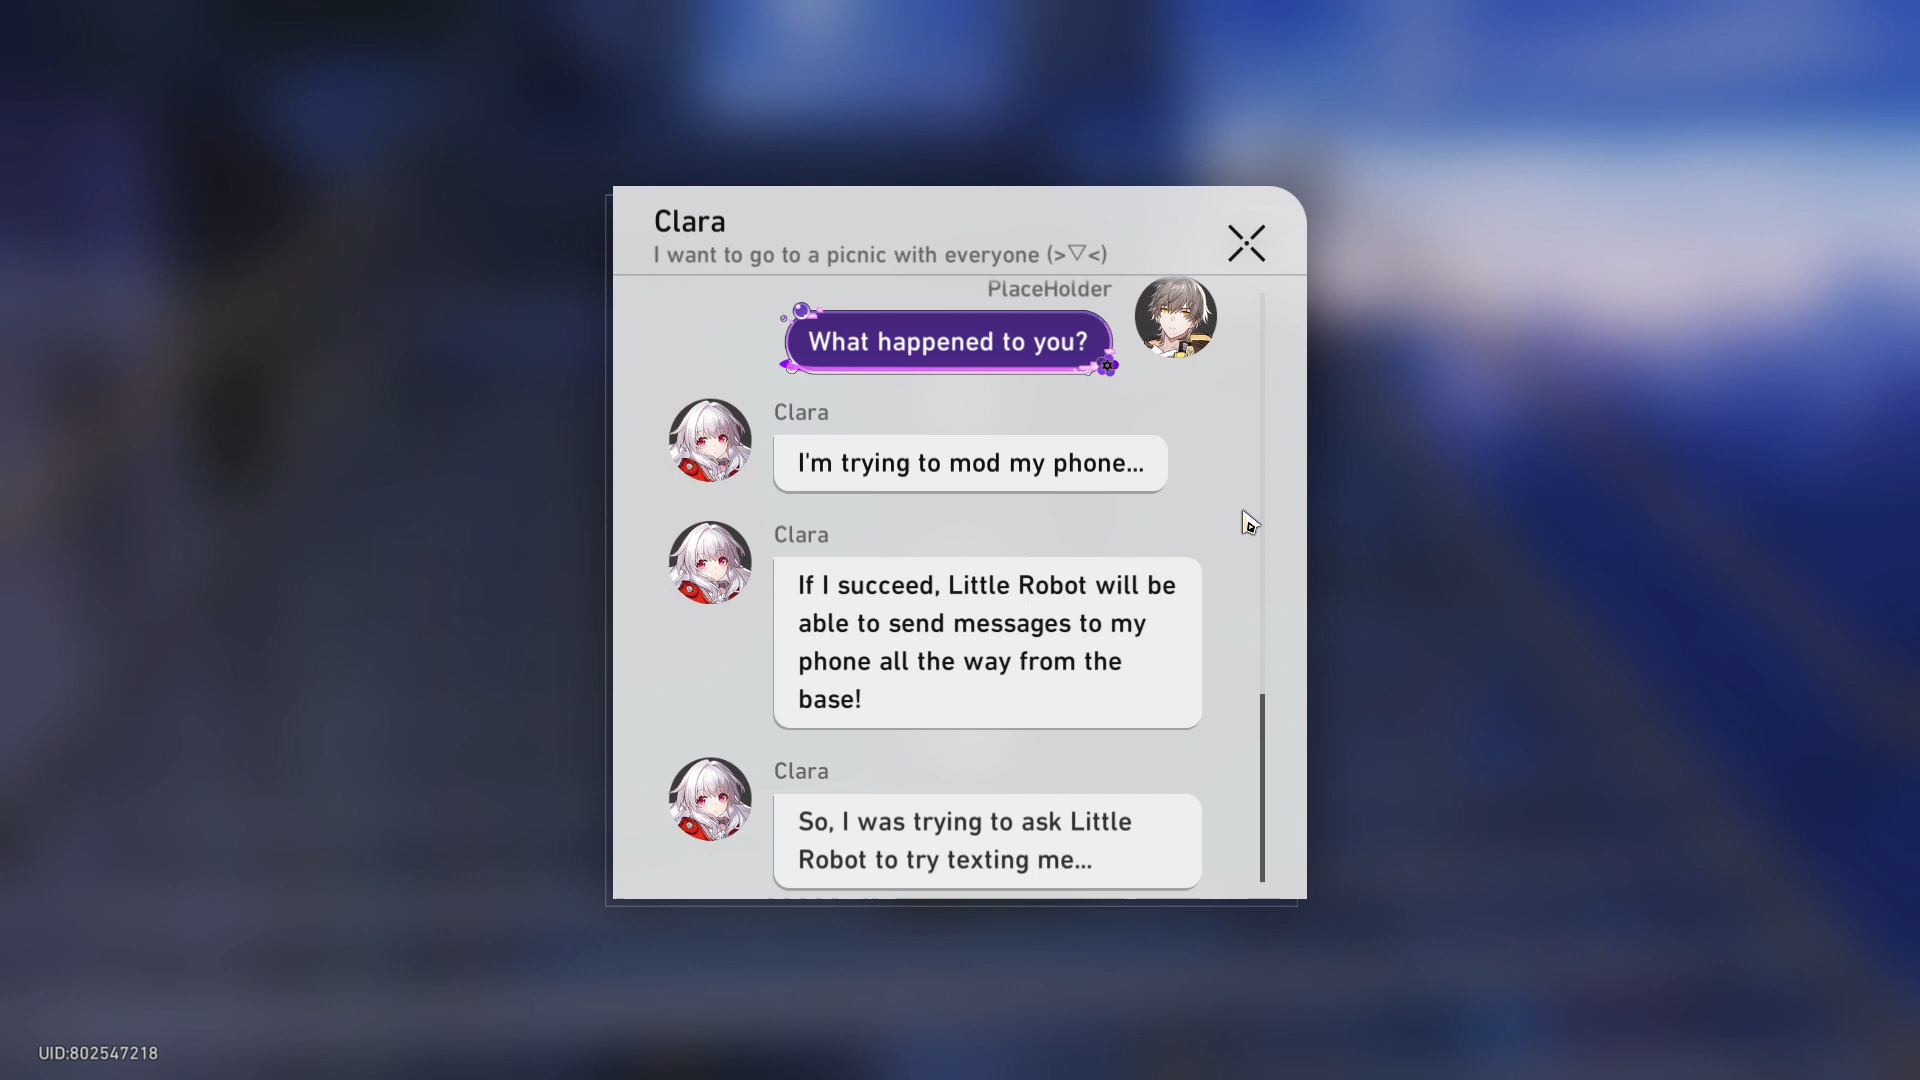 Clara
I want to go to a picnic with everyone (>▽<)
PlaceHolder
What happened to you?
Clara
I'm trying to mod my phone...
Clara
If I succeed, Little Robot will be
able to send messages to my
phone all the way from the
base!
Clara
So, I was trying to ask Little
Robot to try texting me...
UID:802547218